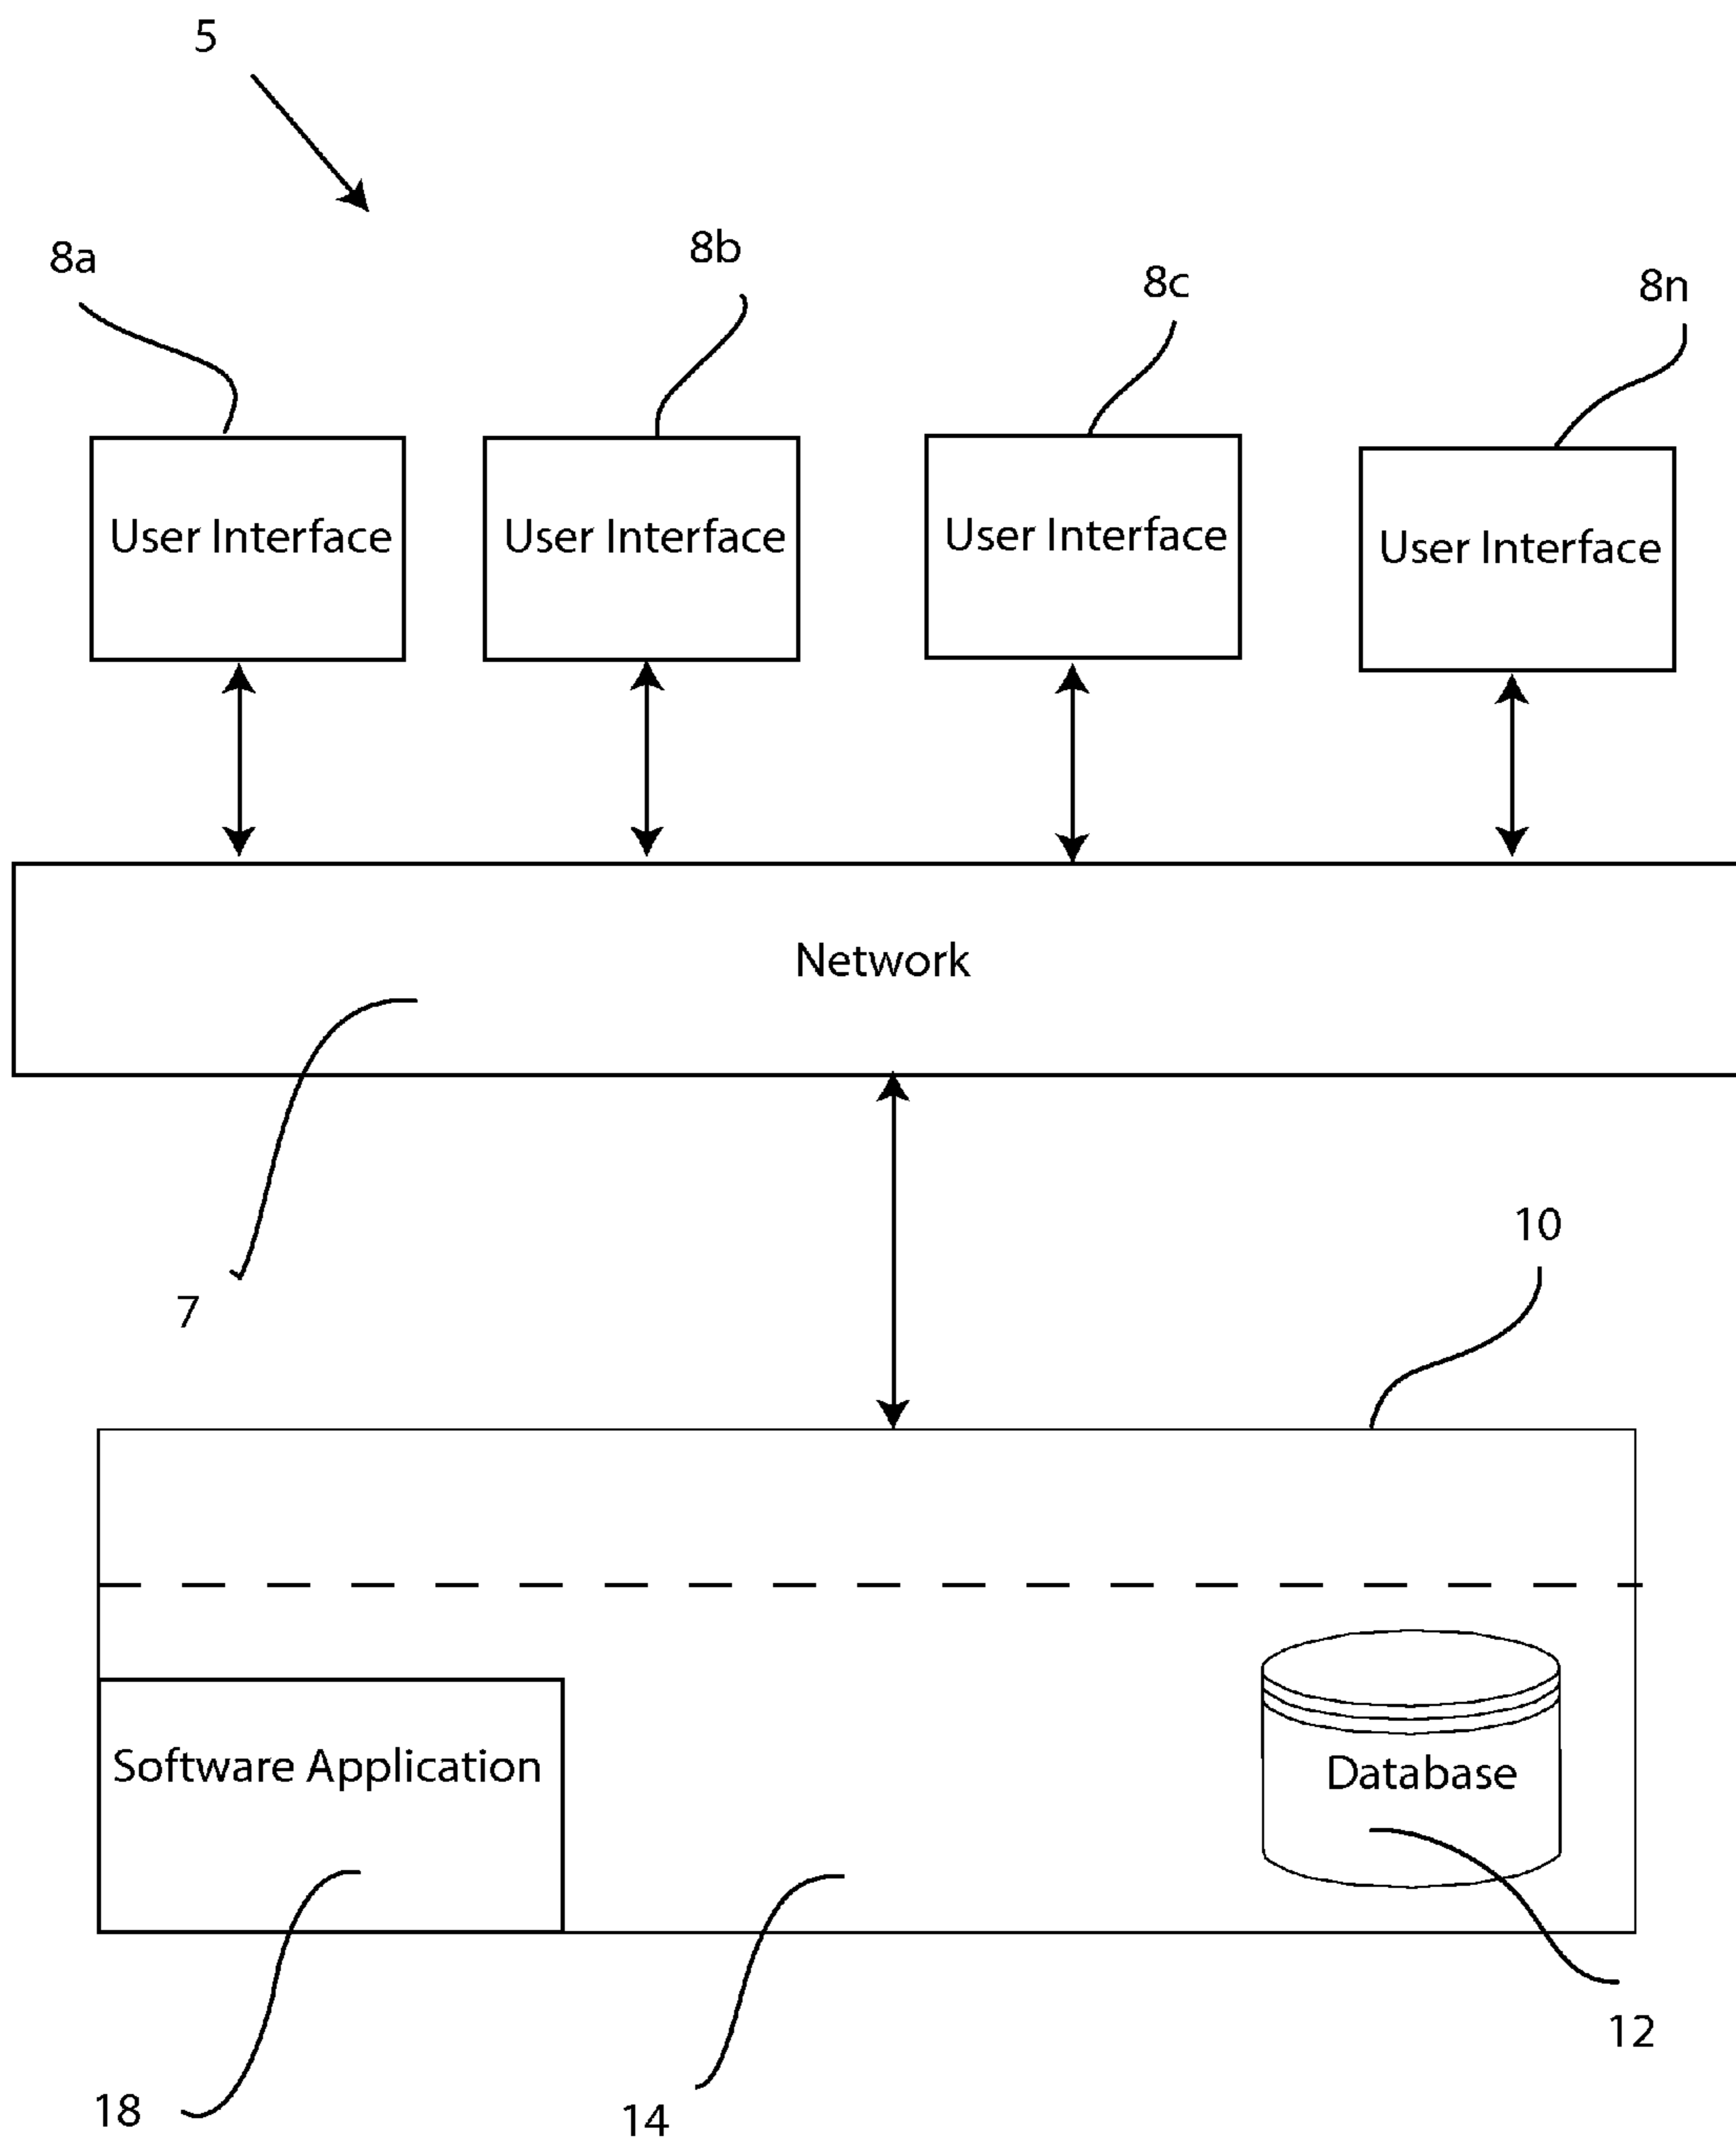 5
8a
8b
8c
8n
User Interface
User Interface
User Interface
User Interface
Network
7
10
Software Application
Database
12
18
14